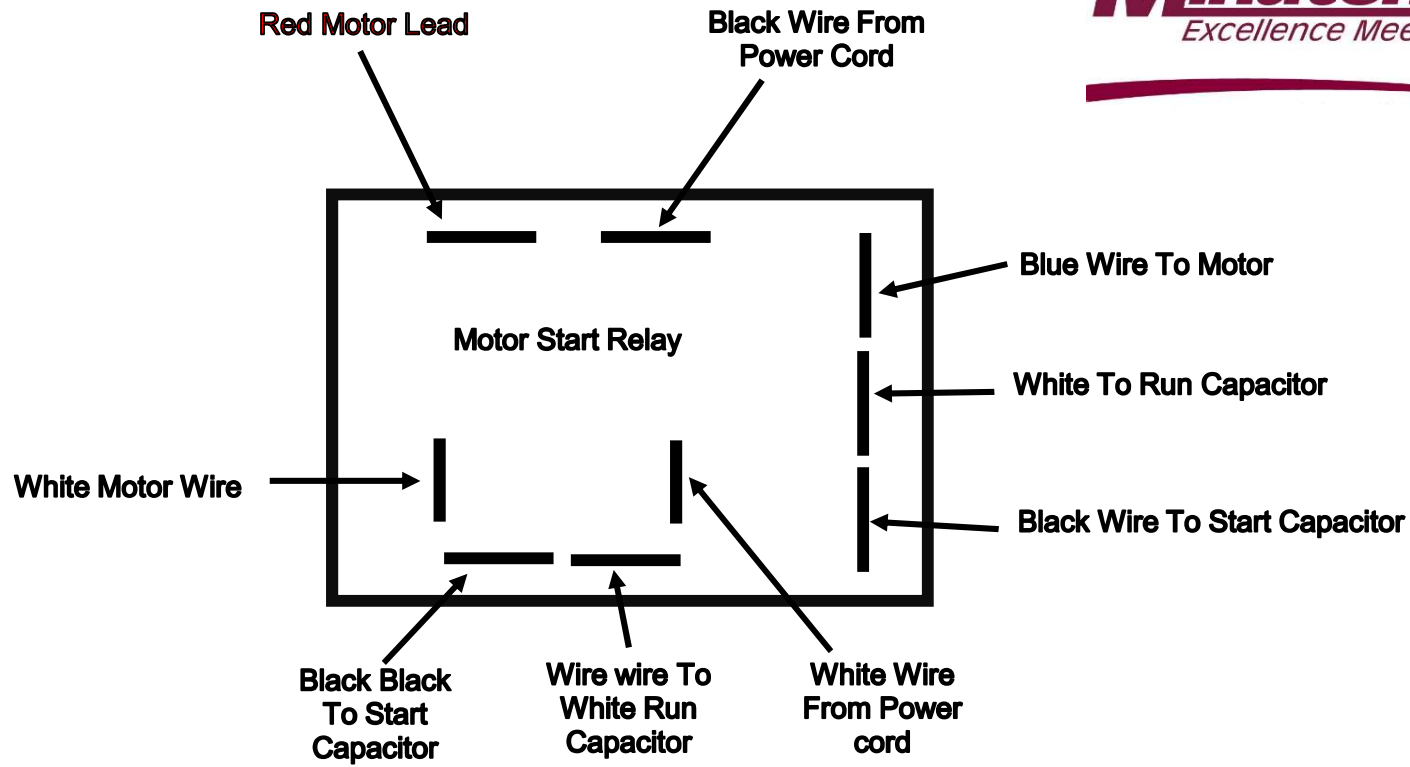 Red Motor Lead
Black Wire From
Power Cord
Excellence
Blue Wire To Motor
Motor Start Relay
White To Run Capacitor
White Motor Wire
Black Wire To Start Capacitor
Black Black
To Start
Capacitor
Wire wire To
White Run
Capacitor
White Wire
From Power
cord